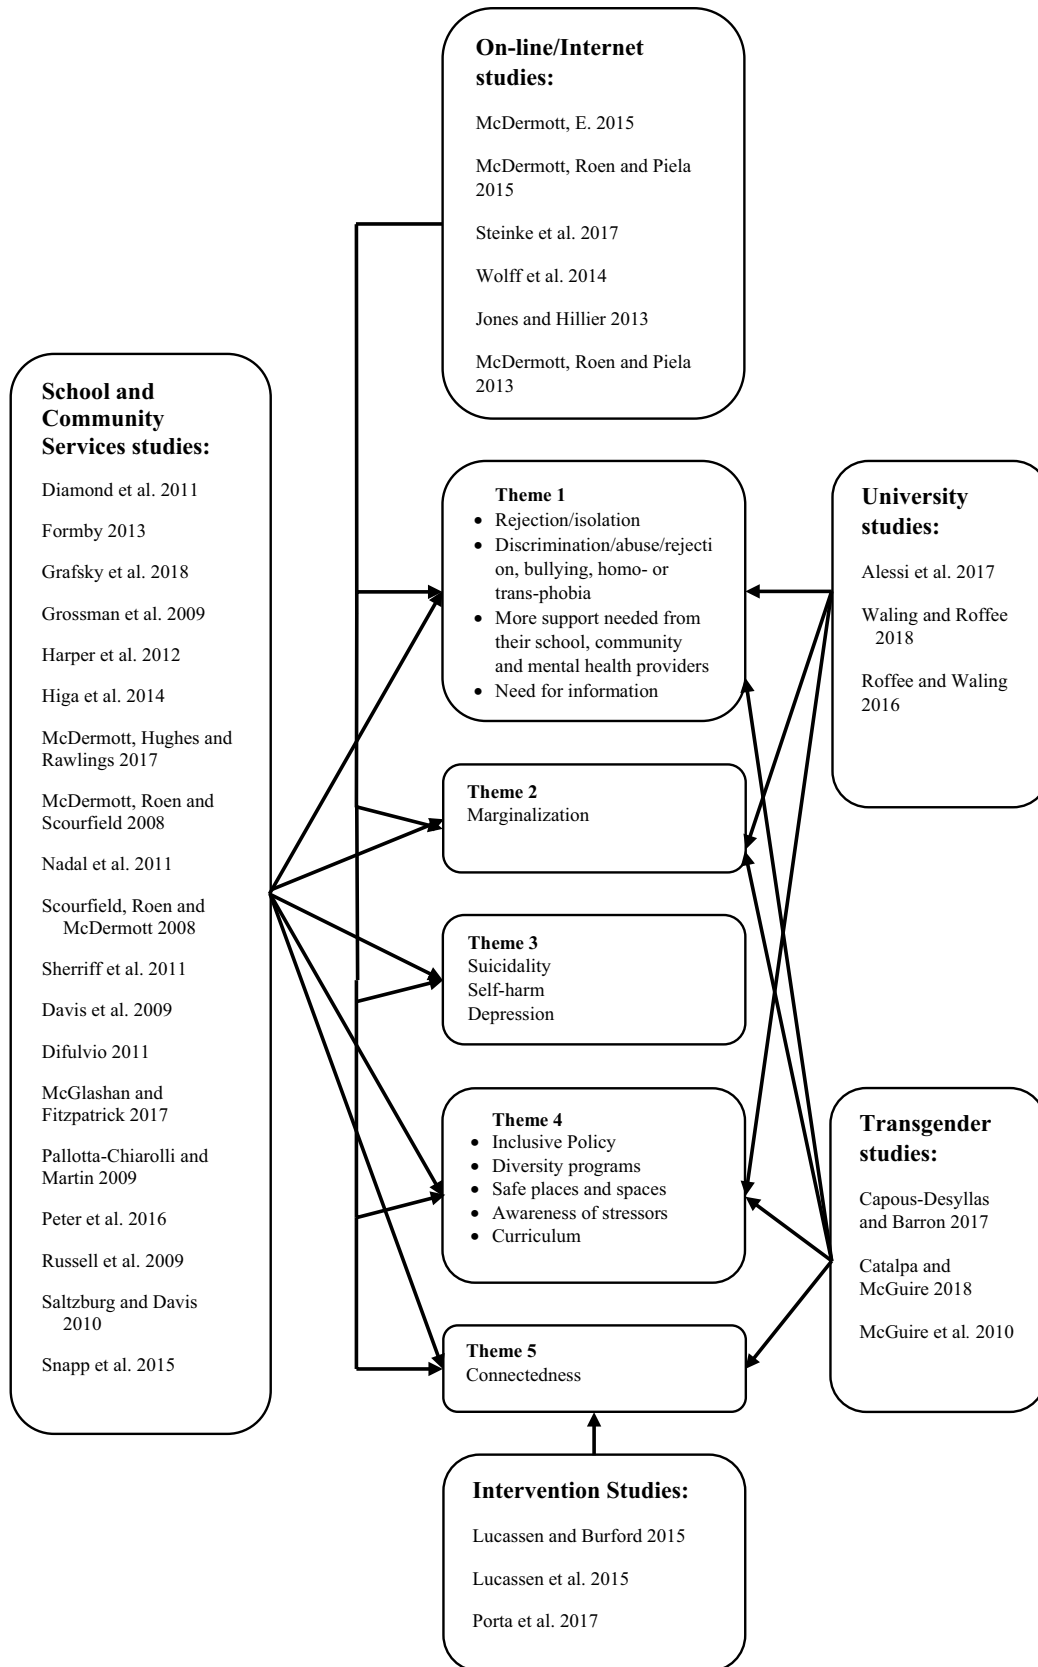 On-line/Internet
studies:
McDermott, E. 2015
McDermott, Roen and Piela
2015
Steinke et al. 2017
Wolff et al. 2014
Jones and Hillier 2013
McDermott, Roen and Piela
2013
School and
Community
Services studies:
Diamond et al. 2011
Formby 2013
Grafsky et al. 2018
Grossman et al. 2009
Harper et al. 2012
Higa et al. 2014
McDermott, Hughes and
Rawlings 2017
McDermott, Roen and
Scourfield 2008
Nadal et al. 2011
Scourfield, Roen and
McDermott 2008
Sherriff et al. 2011
Davis et al. 2009
Difulvio 2011
McGlashan and
Fitzpatrick 2017
Pallotta-Chiarolli and
Martin 2009
Peter et al. 2016
Russell et al. 2009
Saltzburg and Davis
2010
Snapp et al. 2015
Theme 1
• Rejection/isolation
• Discrimination/abuse/rejecti
on, bullying, homo- or
trans-phobia
• More support needed from
their school, community
and mental health providers
• Need for information
Theme 2
Marginalization
Theme 3
Suicidality
Self-harm
Depression
Theme 4
• Inclusive Policy
• Diversity programs
• Safe places and spaces
• Awareness of stressors
• Curriculum
Theme 5
Connectedness
University
studies:
Alessi et al. 2017
Waling and Roffee
2018
Roffee and Waling
2016
Transgender
studies:
Capous-Desyllas
and Barron 2017
Catalpa and
McGuire 2018
McGuire et al. 2010
Intervention Studies:
Lucassen and Burford 2015
Lucassen et al. 2015
Porta et al. 2017